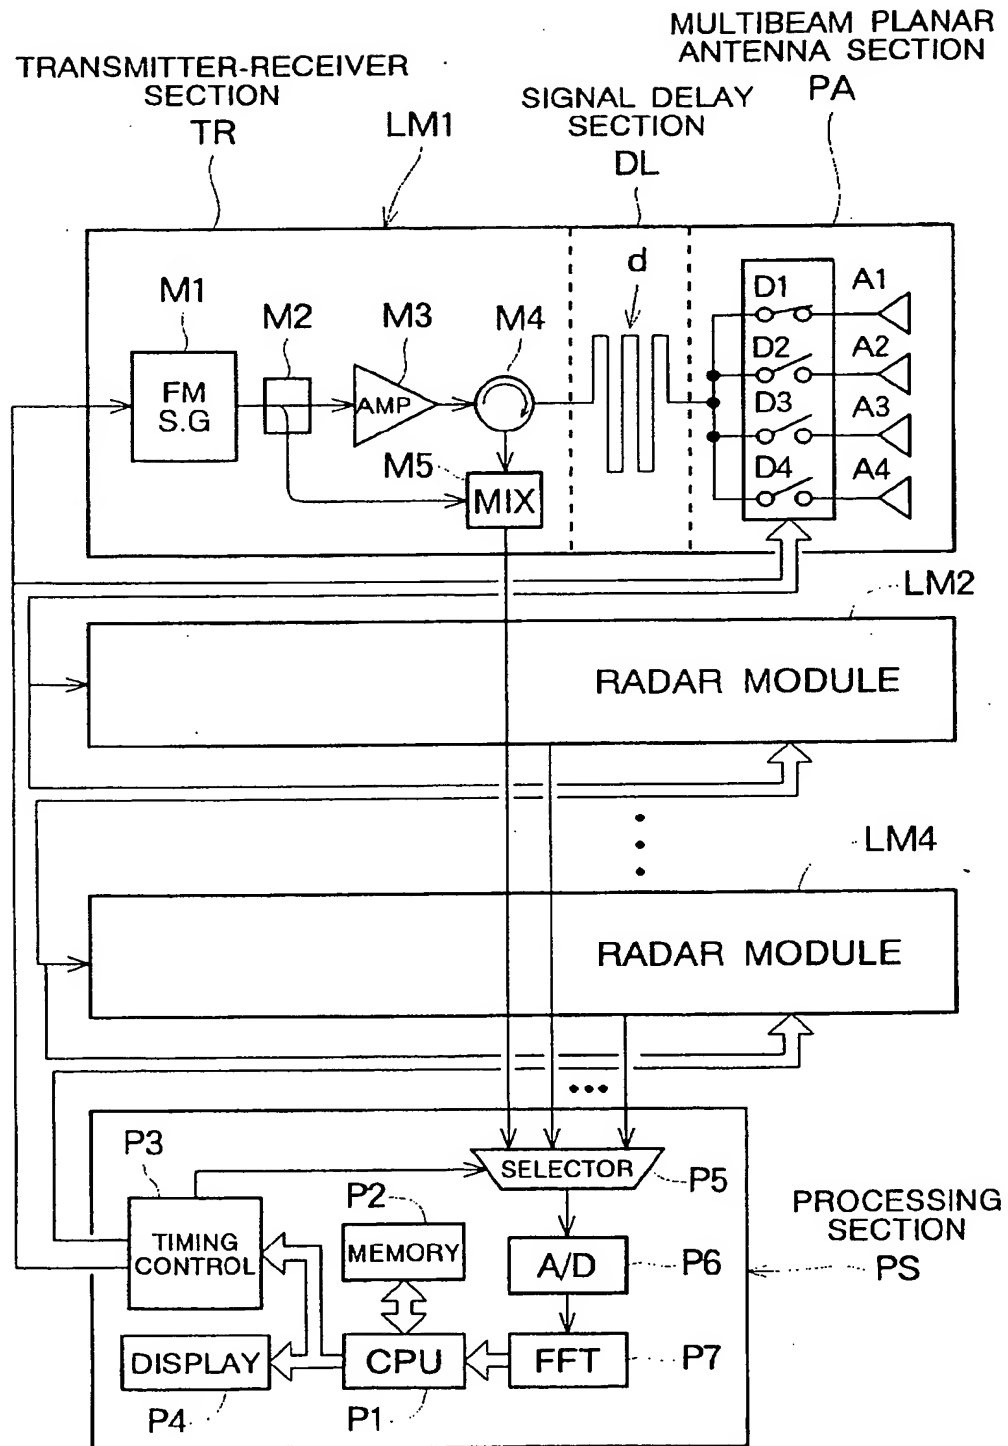 MULTIBEAM PLANAR
ANTENNA SECTION
PA
TRANSMITTER-RECEIVER
SECTION
TR
LM1
SIGNAL DELAY
SECTION
DL
d
M1
M2
M3
M4
D1
A1
D2
A2
D3
A3
D4
A4
FM
S.G
AMP
M5
MIX
LM2
RADAR MODULE
LM4
RADAR MODULE
P3
SELECTOR
P5
P2
TIMING
CONTROL
MEMORY
A/D
P6
PROCESSING
SECTION
PS
DISPLAY
CPU
FFT
P7
P4
P1